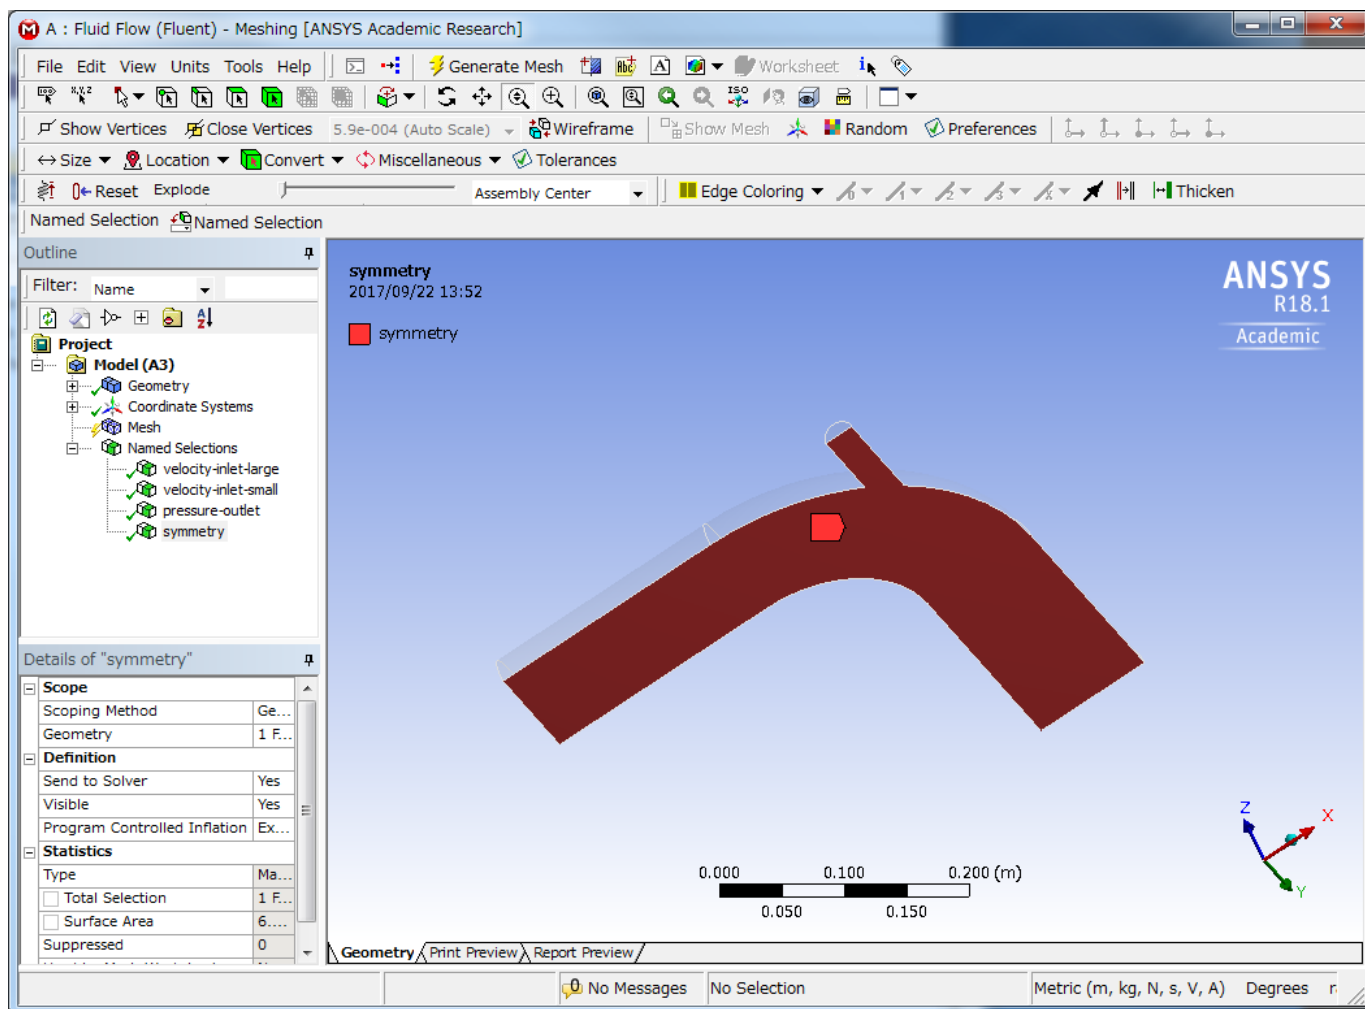 A : Fluid Flow (Fluent) - Meshing [ANSYS Academic Research]
File Edit View Units Tools Help Generate Mesh Worksheet
Show Vertices Close Vertices 5.9e-004 (Auto Scale) Wireframe Show Mesh Random Preferences
Size Location Convert Miscellaneous Tolerances
Reset Explode Assembly Center Edge Coloring Thicken
Named Selection Named Selection
Outline
Filter: Name
Project
Model (A3)
Geometry
Coordinate Systems
Mesh
Named Selections
velocity-inlet-large
velocity-inlet-small
pressure-outlet
symmetry
Details of "symmetry"
Scope
Scoping Method Ge...
Geometry 1 F...
Definition
Send to Solver Yes
Visible Yes
Program Controlled Inflation Ex...
Statistics
Type Ma...
Total Selection 1 F...
Surface Area 6....
Suppressed 0
symmetry
2017/09/22 13:52
symmetry
ANSYS
R18.1
Academic
Z
X
Y
0.000 0.100 0.200 (m)
0.050 0.150
Geometry Print Preview Report Preview
0 No Messages No Selection Metric (m, kg, N, s, V, A) Degrees